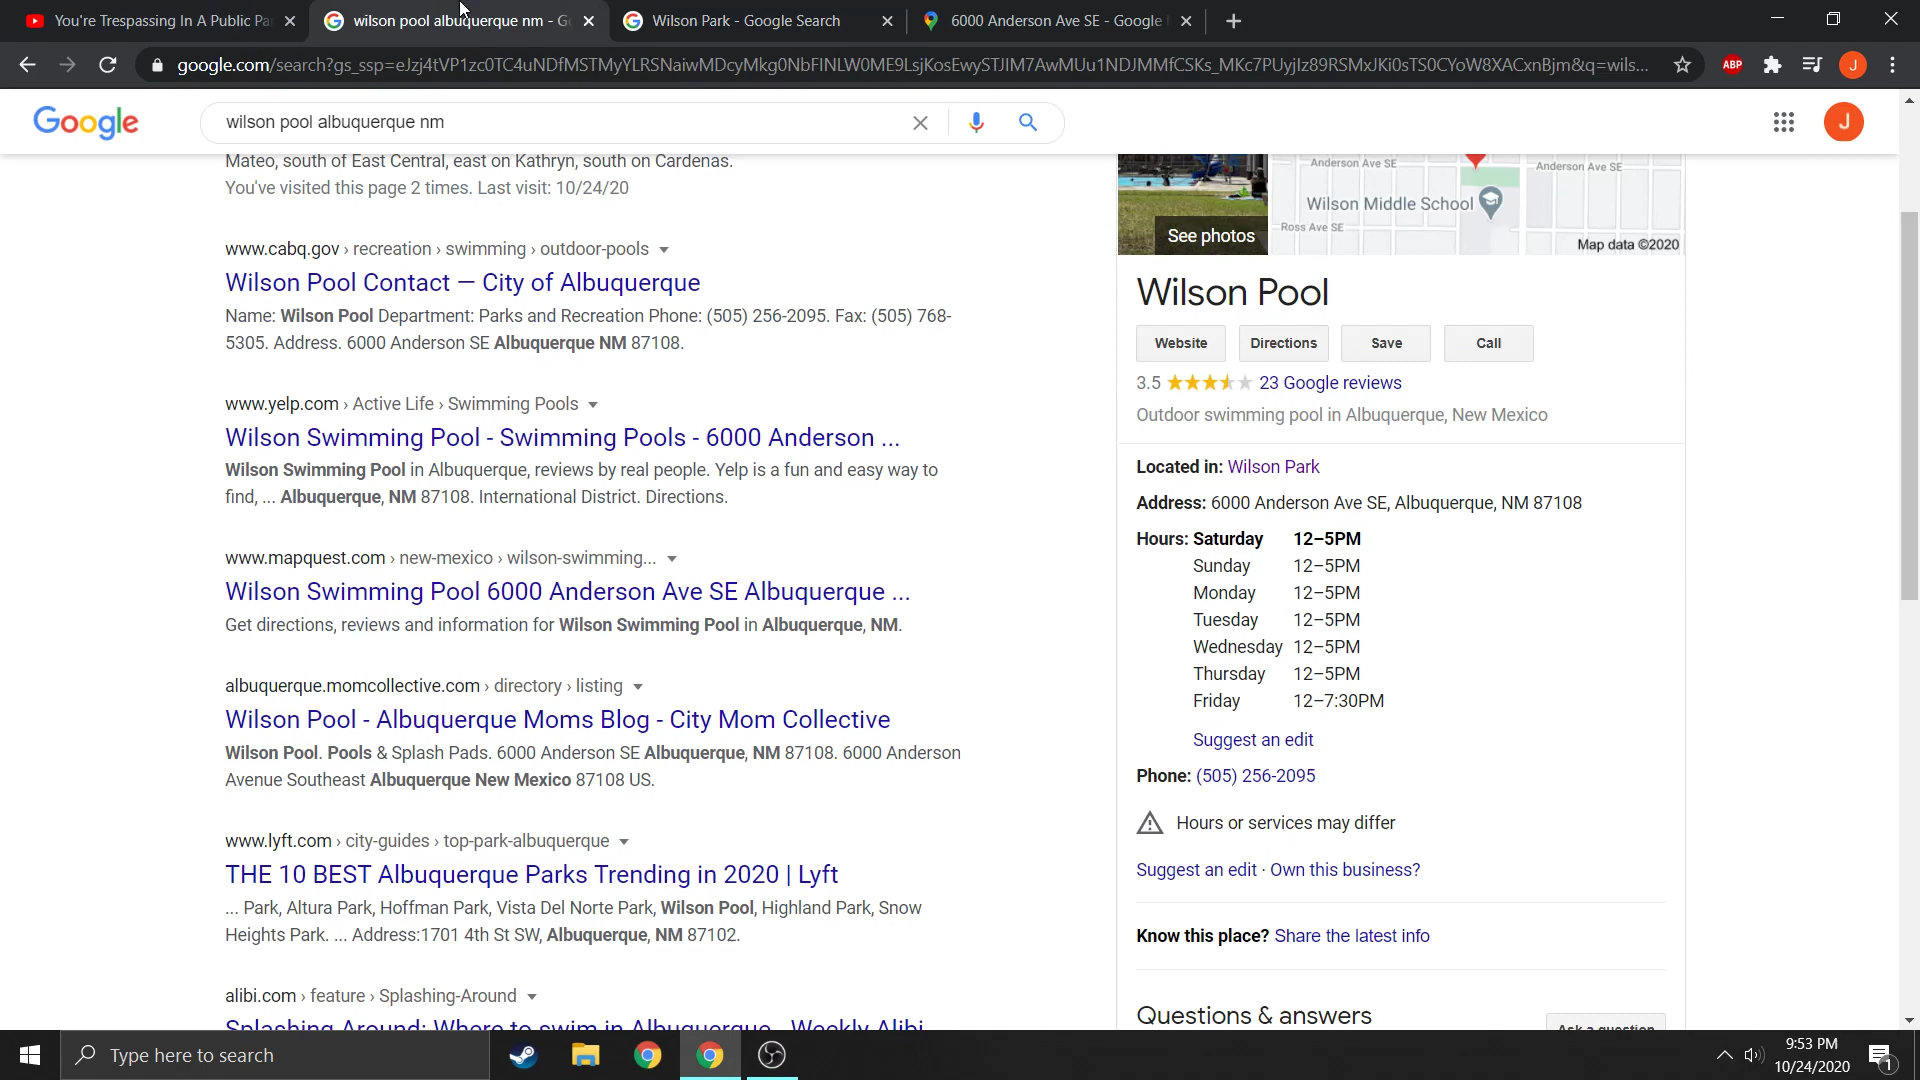 You're Trespassing In A Public Pa
wilson pool albuquerque nm - G
Wilson Park - Google Search
6000 Anderson Ave SE - Google
google.com/search?gs_ssp=eJzj4tVP1zc0TC4uNDfMSTMyYLRSNaiwMDcyMkg0NbFINLW0ME9LsjKosEwySTJIM7AwMUu1NDJMMfCSKs_MKc7PUyjIz89RSMxJKi0sTS0CYoW8XACxnBjm&q=wils...
ABP
J
Google
wilson pool albuquerque nm
J
Mateo, south of East Central, east on Kathryn, south on Cardenas.
You've visited this page 2 times. Last visit: 10/24/20
www.cabq.gov › recreation › swimming › outdoor-pools
Wilson Pool Contact — City of Albuquerque
Name: Wilson Pool Department: Parks and Recreation Phone: (505) 256-2095. Fax: (505) 768-
5305. Address. 6000 Anderson SE Albuquerque NM 87108.
www.yelp.com › Active Life › Swimming Pools
Wilson Swimming Pool - Swimming Pools - 6000 Anderson ...
Wilson Swimming Pool in Albuquerque, reviews by real people. Yelp is a fun and easy way to
find, ... Albuquerque, NM 87108. International District. Directions.
www.mapquest.com › new-mexico › wilson-swimming...
Wilson Swimming Pool 6000 Anderson Ave SE Albuquerque ...
Get directions, reviews and information for Wilson Swimming Pool in Albuquerque, NM.
albuquerque.momcollective.com › directory › listing
Wilson Pool - Albuquerque Moms Blog - City Mom Collective
Wilson Pool. Pools & Splash Pads. 6000 Anderson SE Albuquerque, NM 87108. 6000 Anderson
Avenue Southeast Albuquerque New Mexico 87108 US.
www.lyft.com › city-guides › top-park-albuquerque
THE 10 BEST Albuquerque Parks Trending in 2020 | Lyft
... Park, Altura Park, Hoffman Park, Vista Del Norte Park, Wilson Pool, Highland Park, Snow
Heights Park. ... Address:1701 4th St SW, Albuquerque, NM 87102.
alibi.com › feature › Splashing-Around
Splashing Around: Where to swim in Albuquerque - Weekly Alibi
Anderson Ave SE
Anderson Ave SE
Wilson Middle School
Ross Ave SE
See photos
Map data ©2020
Wilson Pool
Website
Directions
Save
Call
3.5 23 Google reviews
Outdoor swimming pool in Albuquerque, New Mexico
Located in: Wilson Park
Address: 6000 Anderson Ave SE, Albuquerque, NM 87108
Hours: Saturday 12–5PM
Sunday 12–5PM
Monday 12–5PM
Tuesday 12–5PM
Wednesday 12–5PM
Thursday 12–5PM
Friday 12–7:30PM
Suggest an edit
Phone: (505) 256-2095
Hours or services may differ
Suggest an edit · Own this business?
Know this place? Share the latest info
Questions & answers
Ask a question
Type here to search
9:53 PM
10/24/2020
1